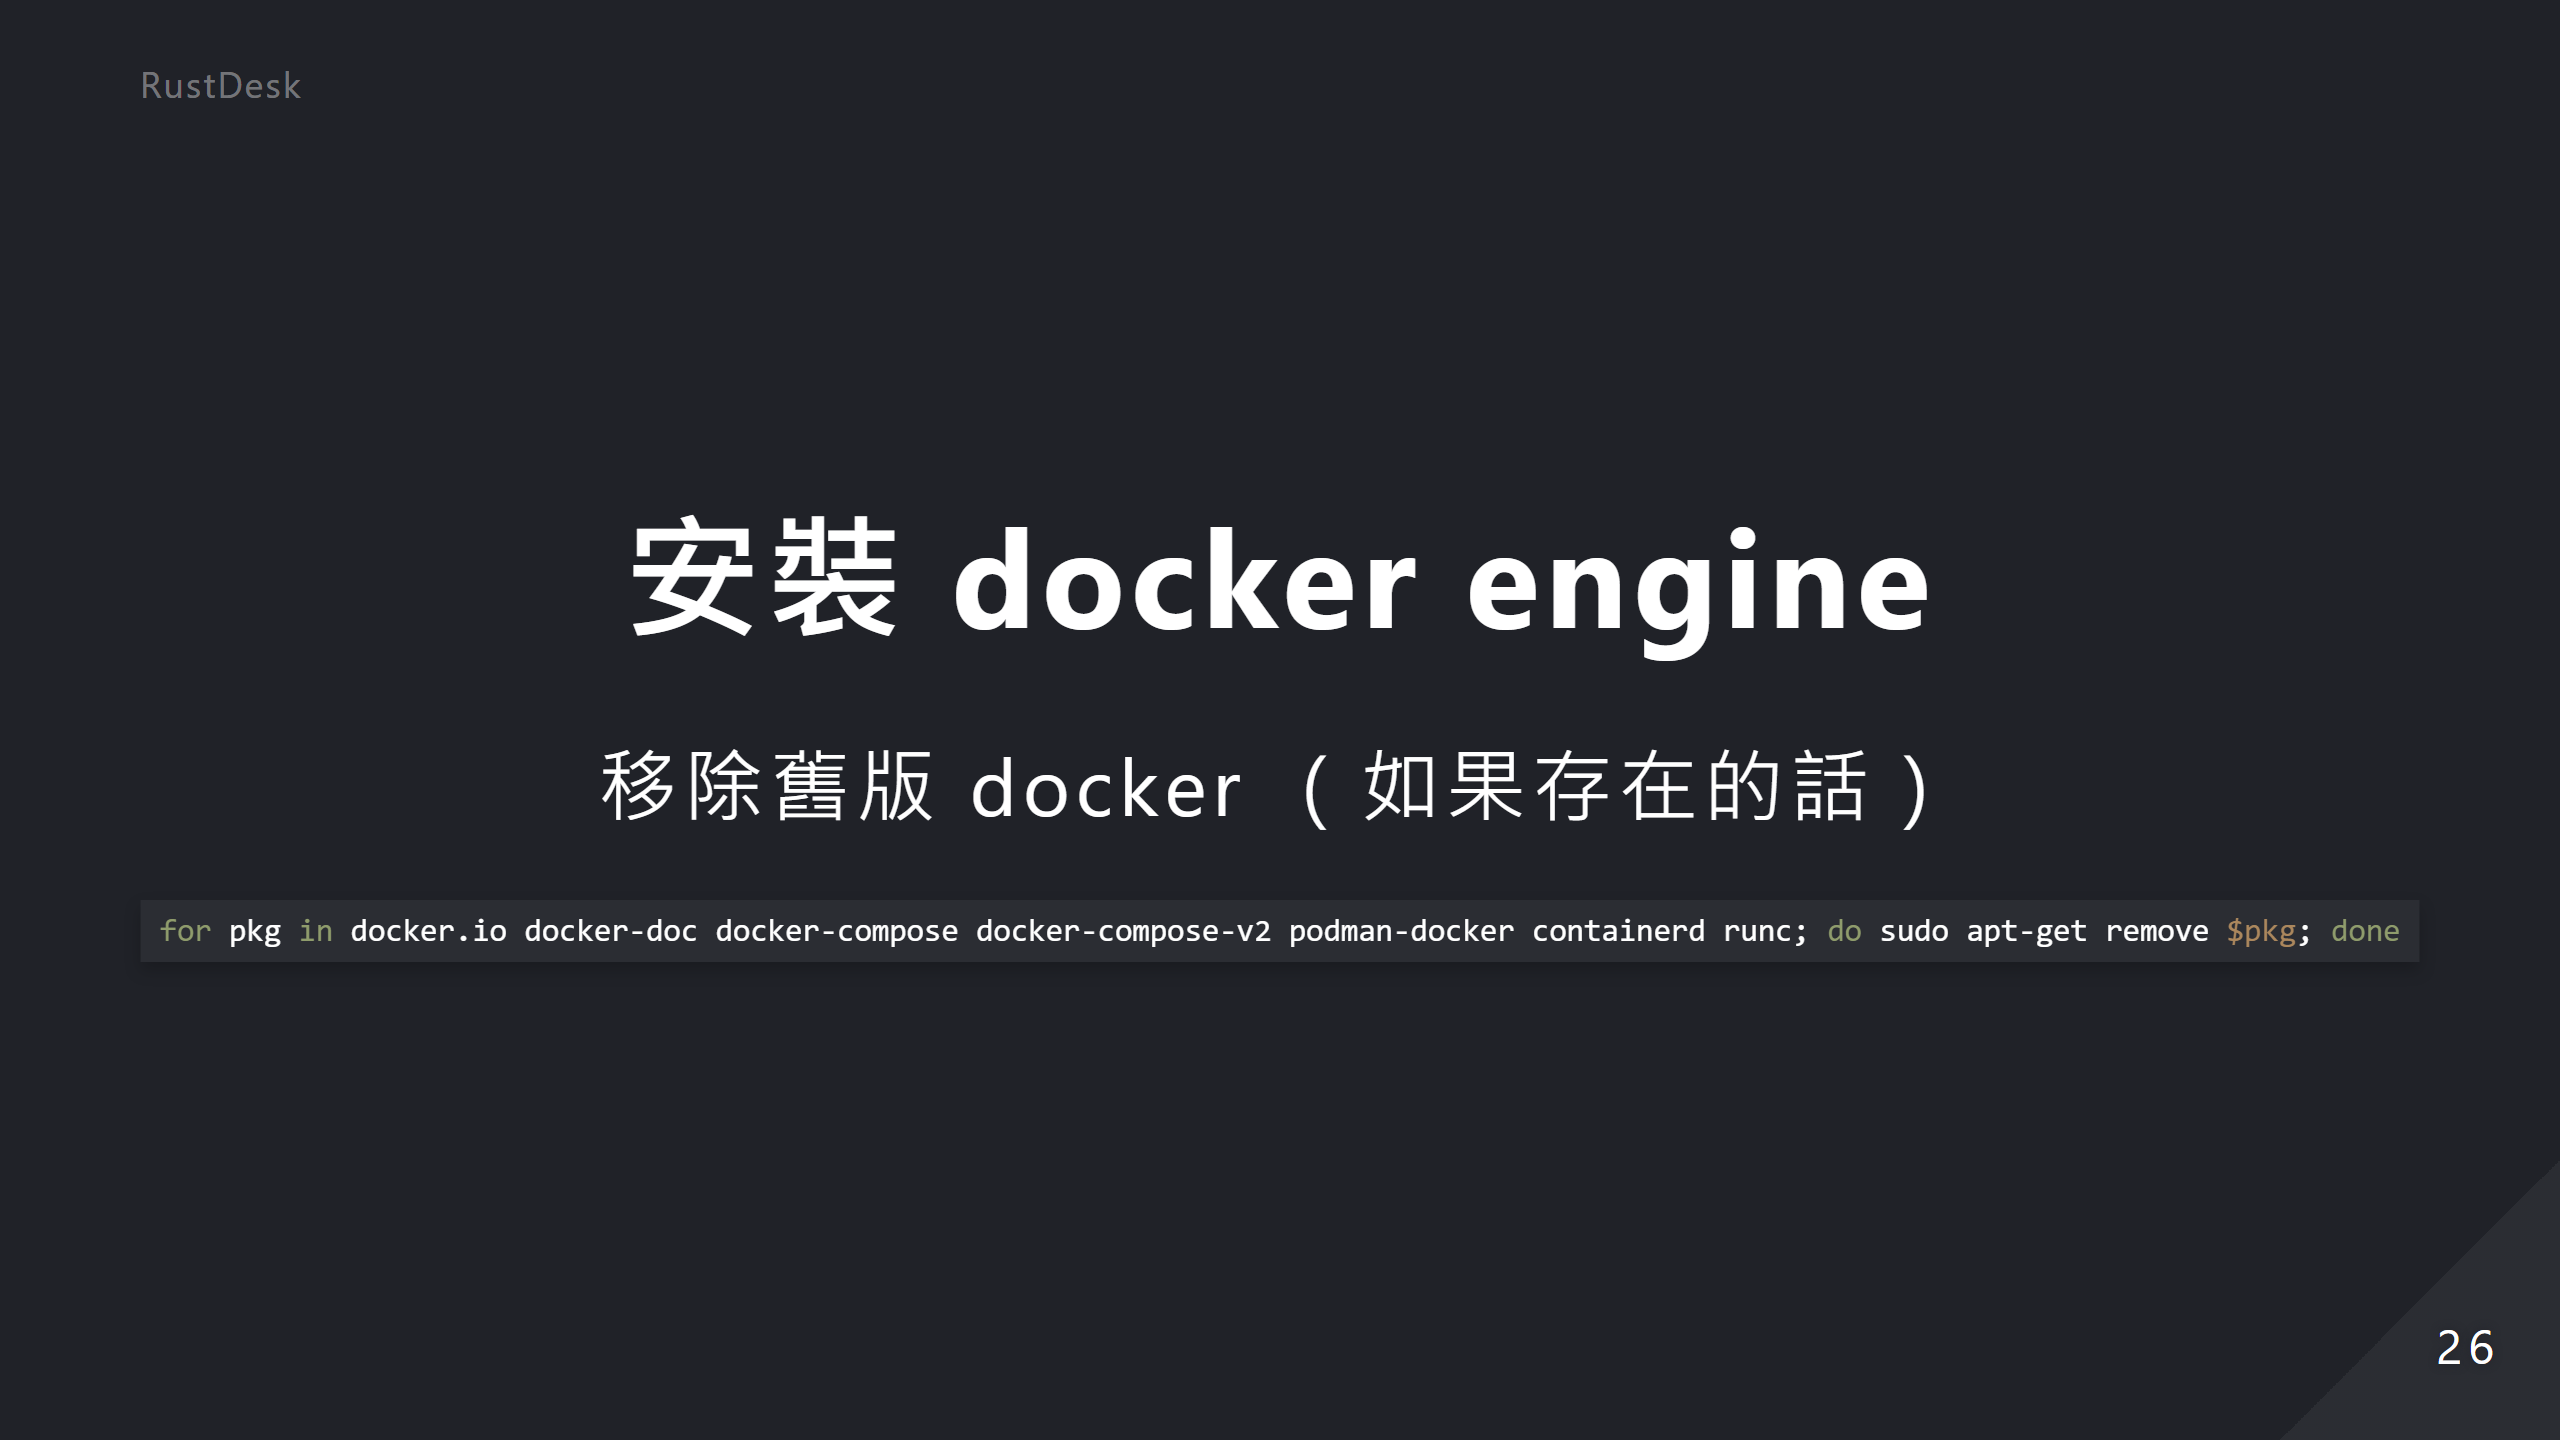 RustDesk
安裝 docker engine
移除舊版 docker （如果存在的話）
for pkg in docker.io docker-doc docker-compose docker-compose-v2 podman-docker containerd runc; do sudo apt-get remove $pkg; done
26